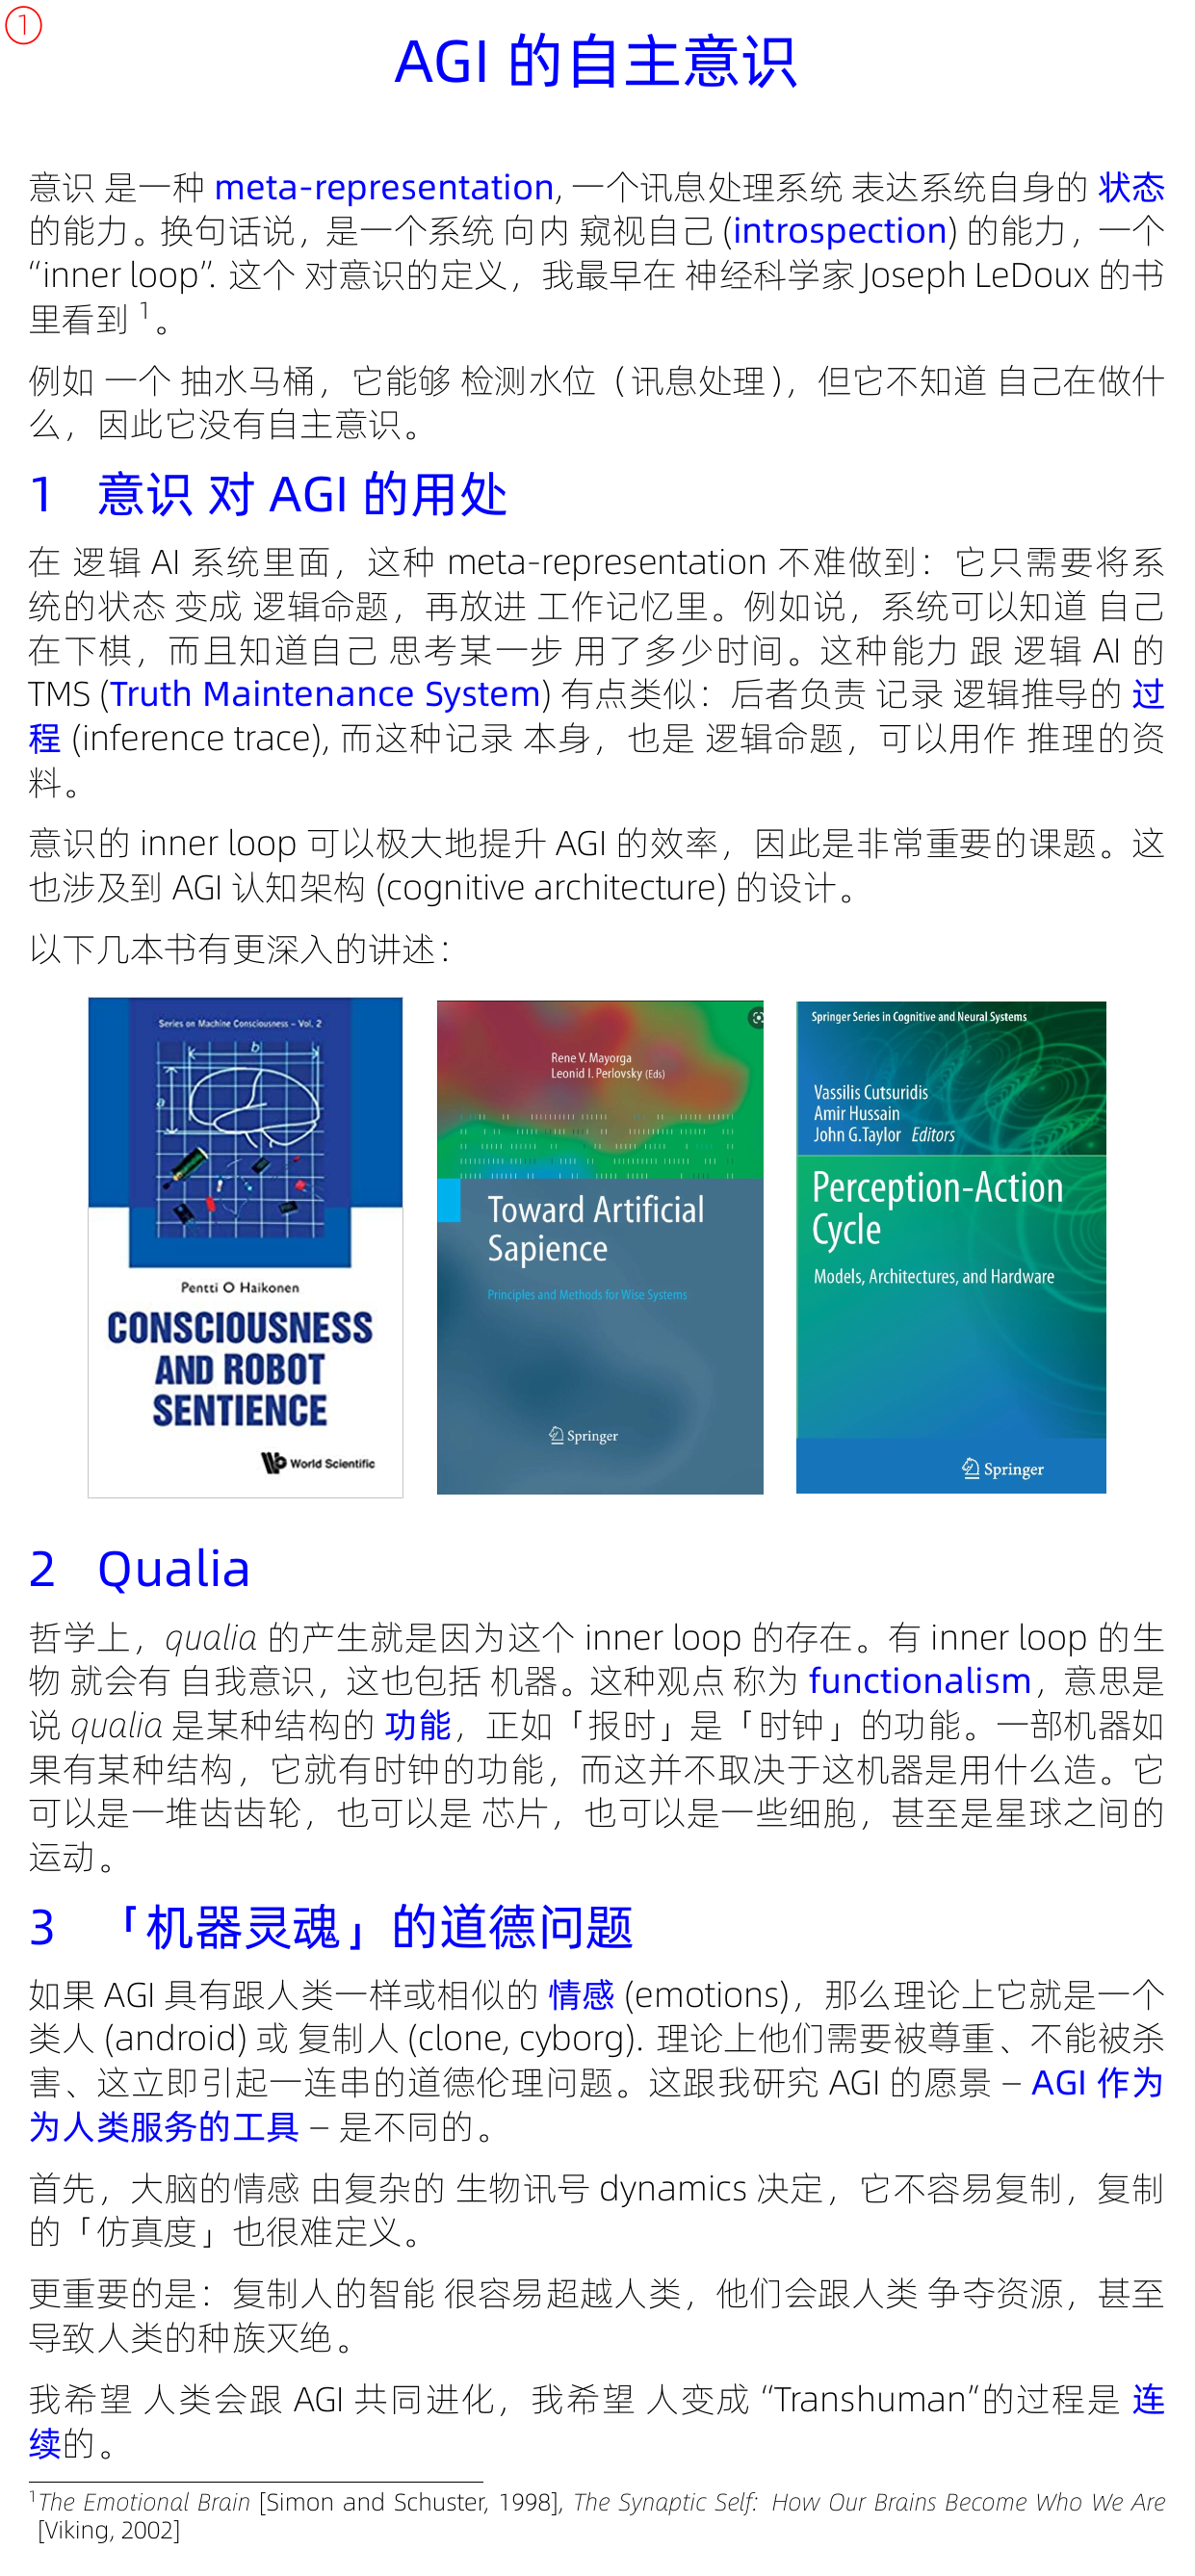 ①
AGI 的自主意识
意识 是一种 meta-representation, 一个讯息处理系统 表达系统自身的 状态
的能力。换句话说，是一个系统 向内 窥视自己 (introspection) 的能力，一个
“inner loop”. 这个 对意识的定义，我最早在 神经科学家 Joseph LeDoux 的书
里看到 1。
例如 一个 抽水马桶，它能够 检测水位（讯息处理），但它不知道 自己在做什
么，因此它没有自主意识。
1 意识 对 AGI 的用处
在 逻辑 AI 系统里面，这种 meta-representation 不难做到：它只需要将系
统的状态 变成 逻辑命题，再放进 工作记忆里。例如说，系统可以知道 自己
在下棋，而且知道自己 思考某一步 用了多少时间。这种能力 跟 逻辑 AI 的
TMS (Truth Maintenance System) 有点类似：后者负责 记录 逻辑推导的 过
程 (inference trace), 而这种记录 本身，也是 逻辑命题，可以用作 推理的资
料。
意识的 inner loop 可以极大地提升 AGI 的效率，因此是非常重要的课题。这
也涉及到 AGI 认知架构 (cognitive architecture) 的设计。
以下几本书有更深入的讲述：
Series on Machine Consciousness – Vol. 2
b
a
Pentti O Haikonen
CONSCIOUSNESS
AND ROBOT
SENTIENCE
World Scientific
Rene V. Mayorga
Leonid I. Perlovsky (Eds)
Toward Artificial
Sapience
Principles and Methods for Wise Systems
Springer
Springer Series in Cognitive and Neural Systems
Vassilis Cutsuridis
Amir Hussain
John G. Taylor Editors
Perception-Action
Cycle
Models, Architectures, and Hardware
Springer
2 Qualia
哲学上，qualia 的产生就是因为这个 inner loop 的存在。有 inner loop 的生
物 就会有 自我意识，这也包括 机器。这种观点 称为 functionalism，意思是
说 qualia 是某种结构的 功能，正如「报时」是「时钟」的功能。一部机器如
果有某种结构，它就有时钟的功能，而这并不取决于这机器是用什么造。它
可以是一堆齿齿轮，也可以是 芯片，也可以是一些细胞，甚至是星球之间的
运动。
3 「机器灵魂」的道德问题
如果 AGI 具有跟人类一样或相似的 情感 (emotions)，那么理论上它就是一个
类人 (android) 或 复制人 (clone, cyborg). 理论上他们需要被尊重、不能被杀
害、这立即引起一连串的道德伦理问题。这跟我研究 AGI 的愿景 – AGI 作为
为人类服务的工具 – 是不同的。
首先，大脑的情感 由复杂的 生物讯号 dynamics 决定，它不容易复制，复制
的「仿真度」也很难定义。
更重要的是：复制人的智能 很容易超越人类，他们会跟人类 争夺资源，甚至
导致人类的种族灭绝。
我希望 人类会跟 AGI 共同进化，我希望 人变成 “Transhuman”的过程是 连
续的。
1 The Emotional Brain [Simon and Schuster, 1998], The Synaptic Self: How Our Brains Become Who We Are
[Viking, 2002]